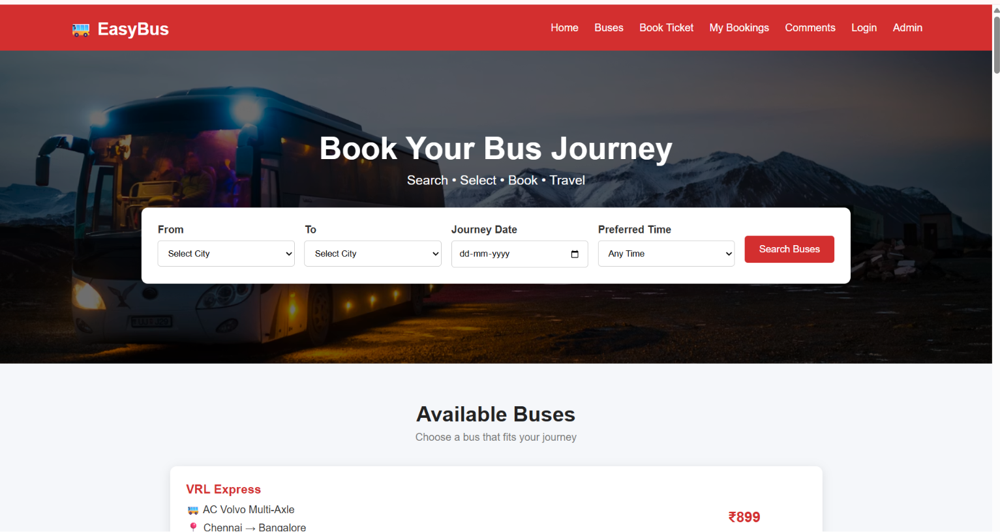 EasyBus
Home Buses Book Ticket My Bookings Comments Login Admin
Book Your Bus Journey
Search • Select • Book • Travel
From To Journey Date Preferred Time
Select City Select City dd-mm-yyyy Any Time Search Buses
Available Buses
Choose a bus that fits your journey
VRL Express
AC Volvo Multi-Axle
₹899
Chennai → Bangalore